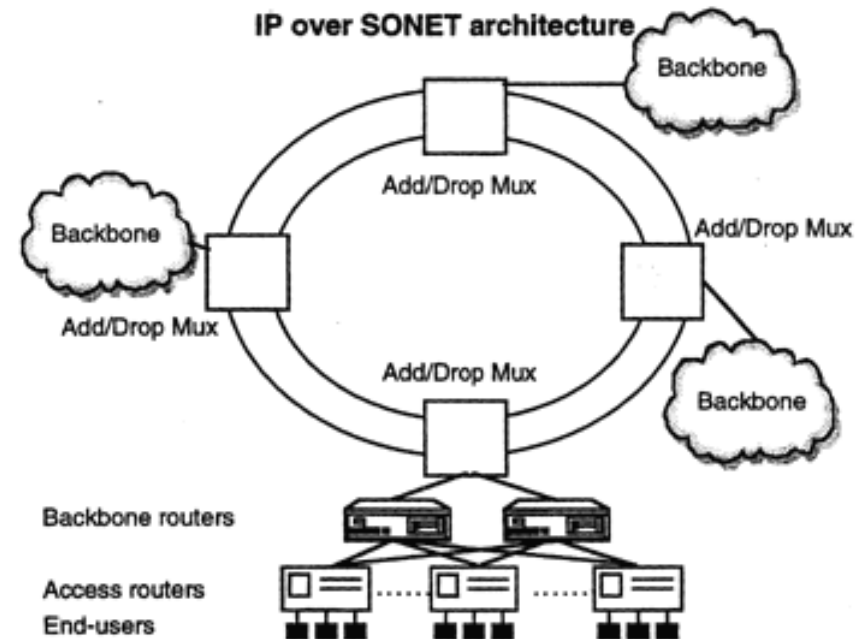 IP over SONET architecture
Backbone
Add/Drop Mux
Backbone
Add/Drop Mux
Add/Drop Mux
Add/Drop Mux
Backbone
Backbone routers
Access routers
End-users